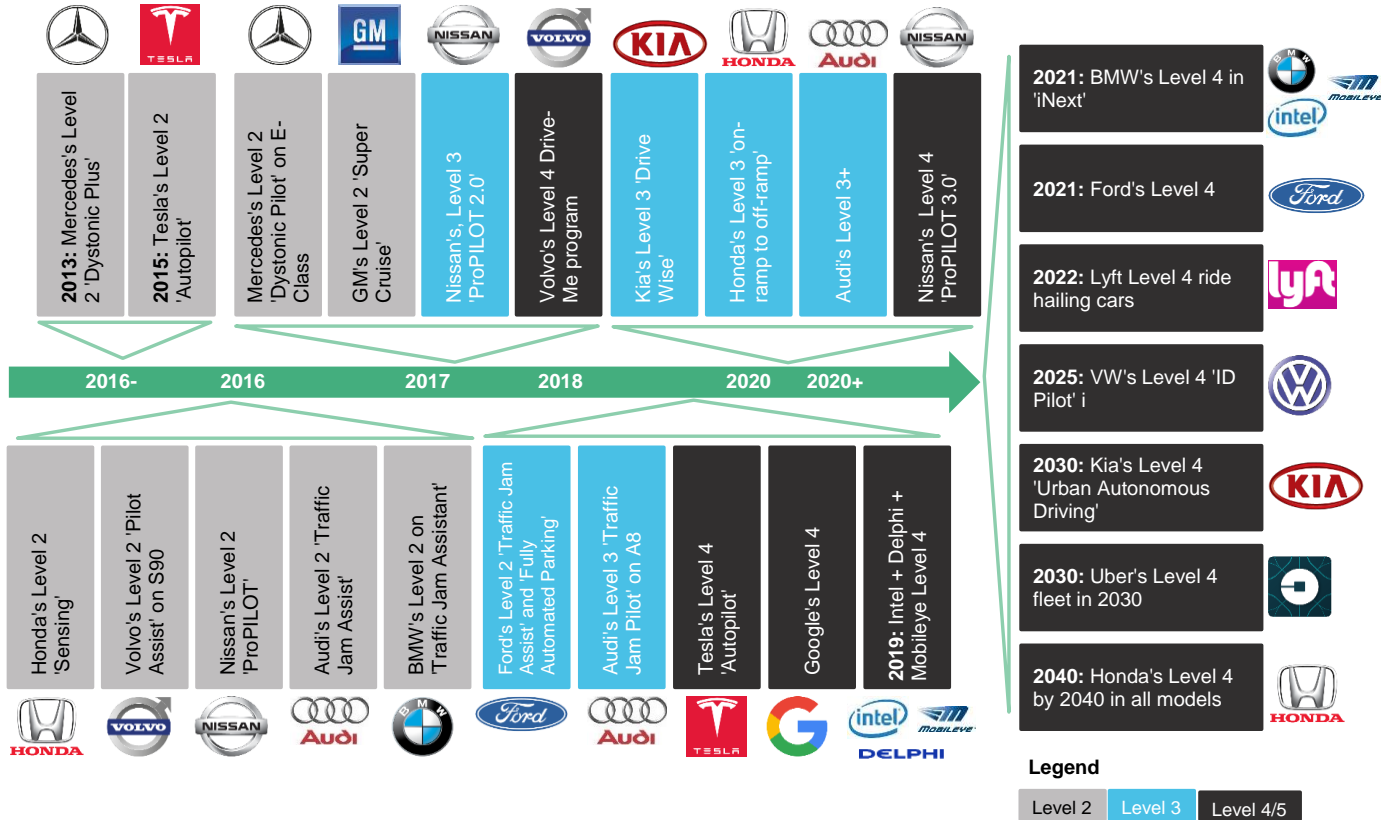 TESLA
GM
NISSAN
VOLVO
KIA
HONDA
Audi
NISSAN
2013: Mercedes's Level
2 'Dystonic Plus'
2015: Tesla's Level 2
'Autopilot'
Mercedes's Level 2
'Dystonic Pilot' on E-
Class
GM's Level 2 'Super
Cruise'
Nissan's, Level 3
'ProPILOT 2.0'
Volvo's Level 4 Drive-
Me program
Kia's Level 3 'Drive
Wise'
Honda's Level 3 'on-
ramp to off-ramp'
Audi's Level 3+
Nissan's Level 4
'ProPILOT 3.0'
2016-
2016
2017
2018
2020
2020+
Honda's Level 2
'Sensing'
Volvo's Level 2 'Pilot
Assist' on S90
Nissan's Level 2
'ProPILOT'
Audi's Level 2 'Traffic
Jam Assist'
BMW's Level 2 on
'Traffic Jam Assistant'
Ford's Level 2 'Traffic Jam
Assist' and 'Fully
Automated Parking'
Audi's Level 3 'Traffic
Jam Pilot' on A8
Tesla's Level 4
'Autopilot'
Google's Level 4
2019: Intel + Delphi +
Mobileye Level 4
HONDA
VOLVO
NISSAN
Audi
BMW
Ford
Audi
TESLA
G
intel
MOBILEYE
DELPHI
2021: BMW's Level 4 in
'iNext'
BMW
MOBILEYE
intel
2021: Ford's Level 4
Ford
2022: Lyft Level 4 ride
hailing cars
lyft
2025: VW's Level 4 'ID
Pilot' i
VW
2030: Kia's Level 4
'Urban Autonomous
Driving'
KIA
2030: Uber's Level 4
fleet in 2030
2040: Honda's Level 4
by 2040 in all models
HONDA
Legend
Level 2
Level 3
Level 4/5